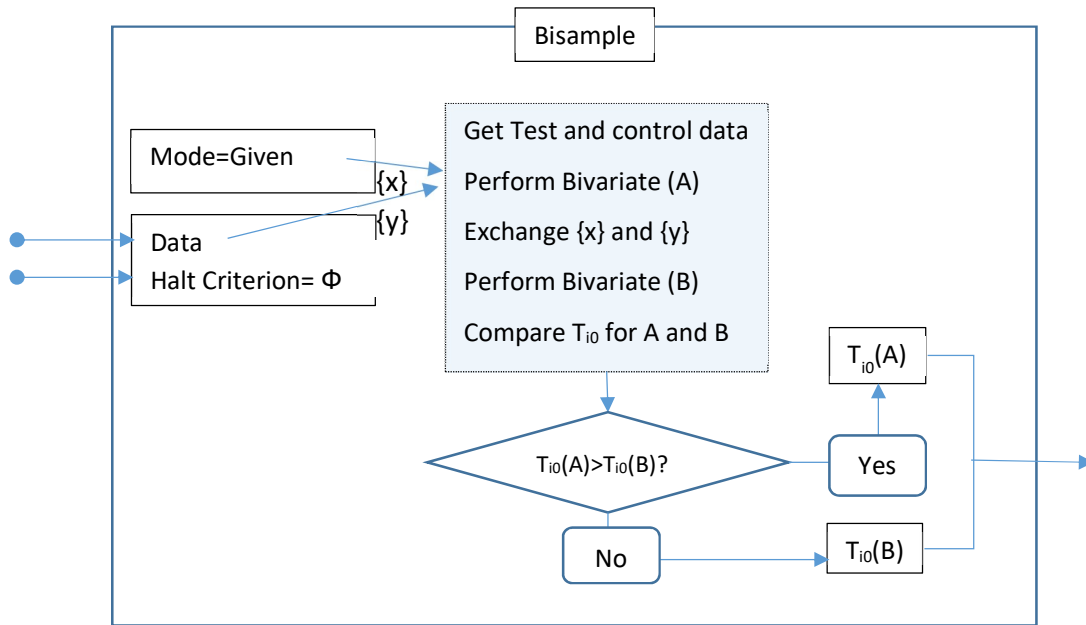 Bisample
Mode=Given
{x}
{y}
Data
Halt Criterion= Φ
Get Test and control data
Perform Bivariate (A)
Exchange {x} and {y}
Perform Bivariate (B)
Compare Ti0 for A and B
Ti0(A)>Ti0(B)?
Yes
Ti0(A)
No
Ti0(B)